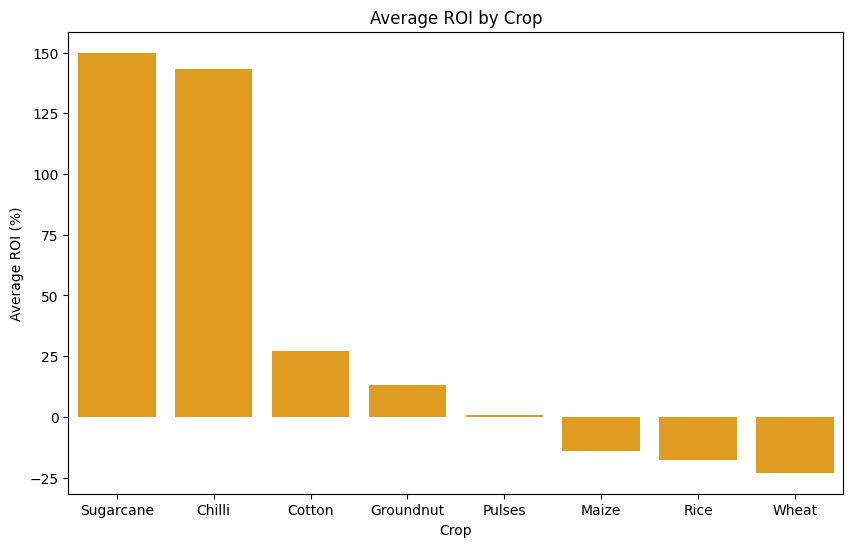 Average ROI by Crop
Average ROI (%)
150
125
100
75
50
25
0
−25
Sugarcane Chilli Cotton Groundnut Pulses Maize Rice Wheat
Crop